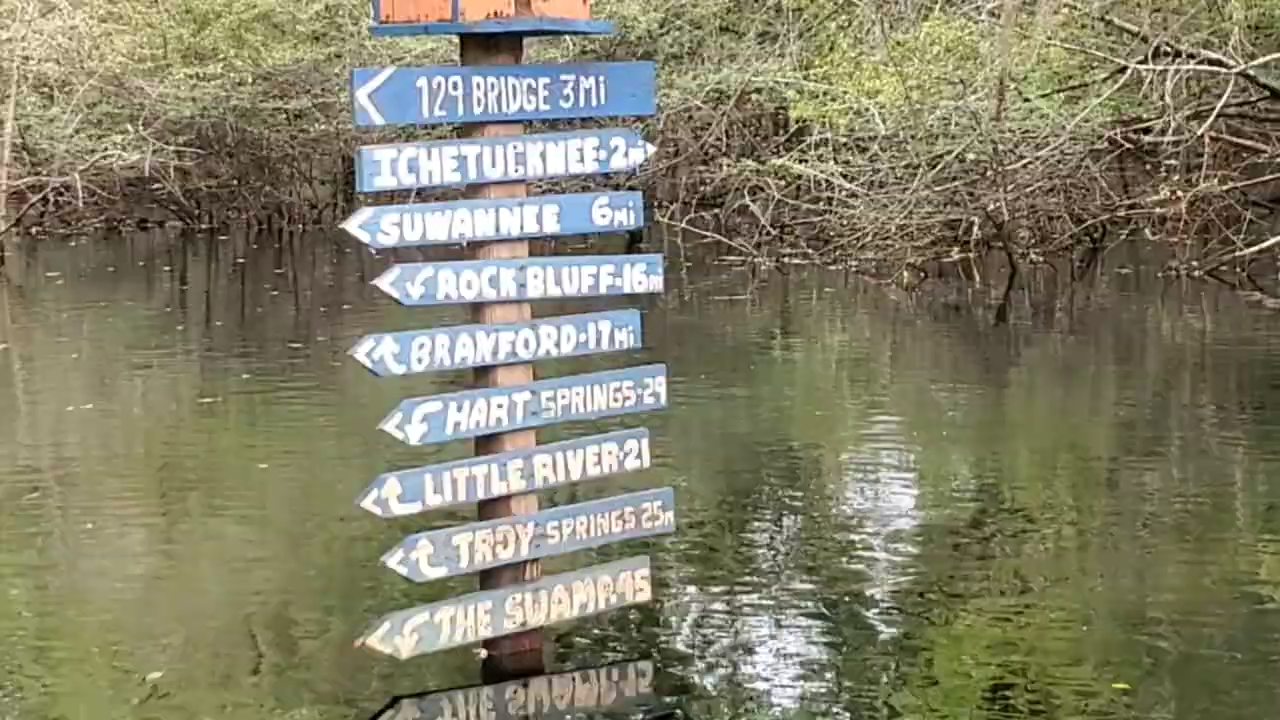 129 BRIDGE 3Mi
ICHETUCKNEE·2mi
SUWANNEE 6Mi
ROCK BLUFF-16mi
BRANFORD·17Mi
HART SPRINGS·29
LITTLE RIVER·21
TROY SPRINGS 25m
THE SWAMP.45